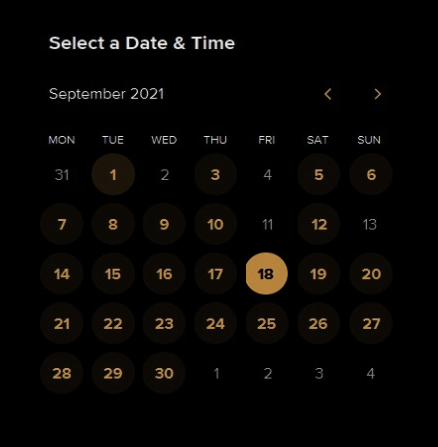 Select a Date & Time
September 2021
MON TUE WED THU FRI SAT SUN
31 1 2 3 4 5 6
7 8 9 10 11 12 13
14 15 16 17 18 19 20
21 22 23 24 25 26 27
28 29 30 1 2 3 4